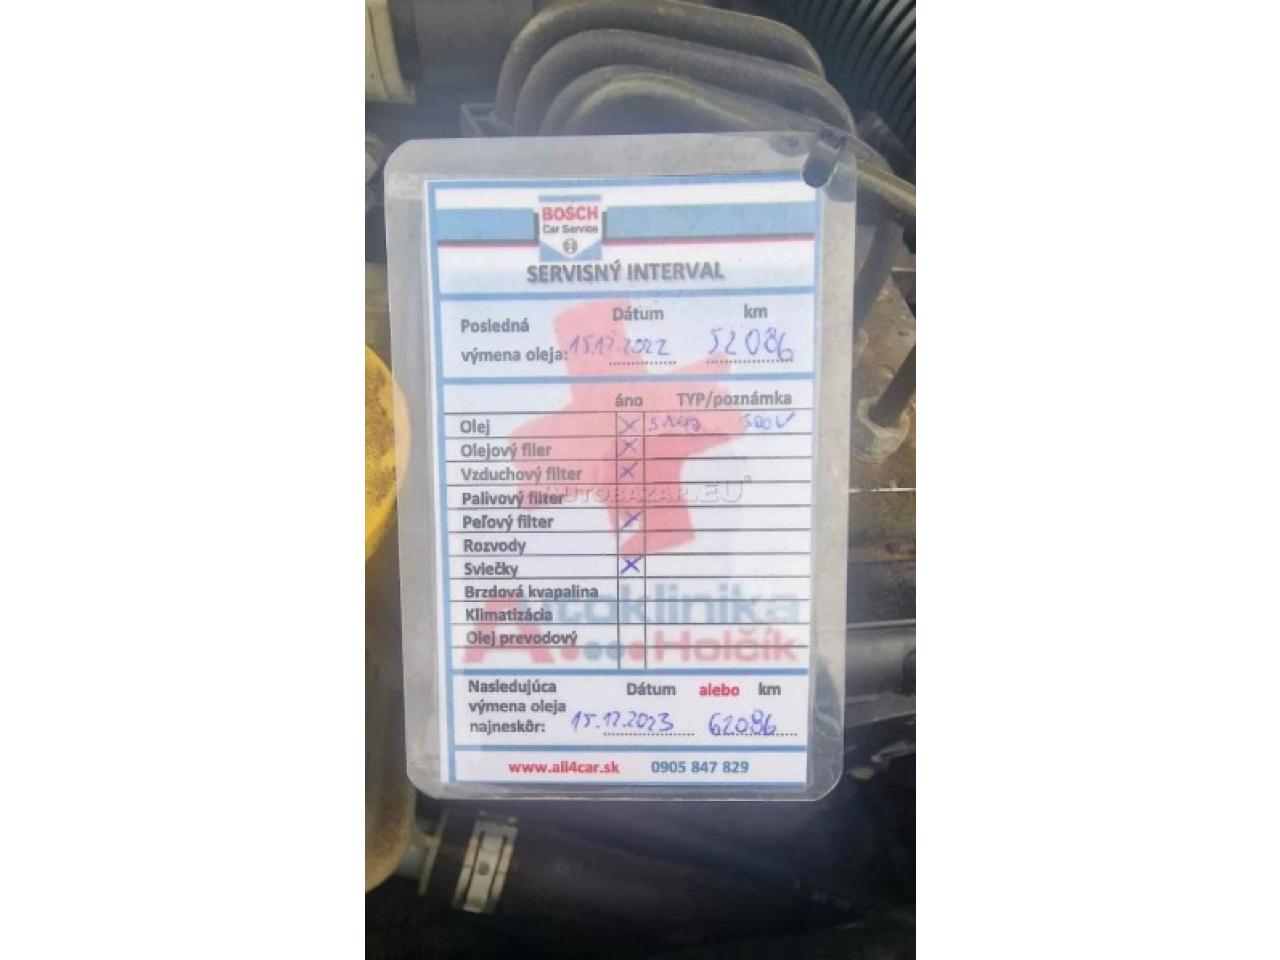 BOSCH
Car Service
SERVISNÝ INTERVAL
Dátum km
Posledná
výmena oleja: 15.12.2022 52086
áno TYP/poznámka
Olej X
Olejový filer X
Vzduchový filter X
AUTOBAZAR.EU
Palivový filter
Peľový filter X
Rozvody
Sviečky X
Brzdová kvapalina
Klimatizácia
Olej prevodový
Autoklinika
Holčík
Nasledujúca Dátum alebo km
výmena oleja
najneskôr: 15.12.2023 62086
www.all4car.sk 0905 847 829